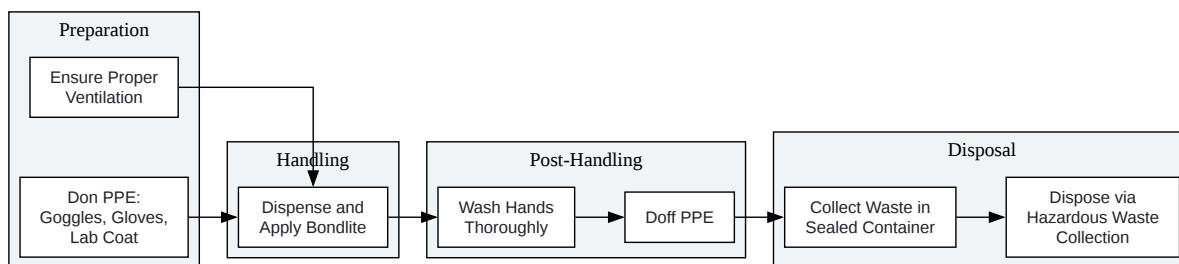 Preparation
Ensure Proper
Ventilation
Don PPE:
Goggles, Gloves,
Lab Coat
Handling
Dispense and
Apply Bondlite
Post-Handling
Wash Hands
Thoroughly
Doff PPE
Disposal
Collect Waste in
Sealed Container
Dispose via
Hazardous Waste
Collection